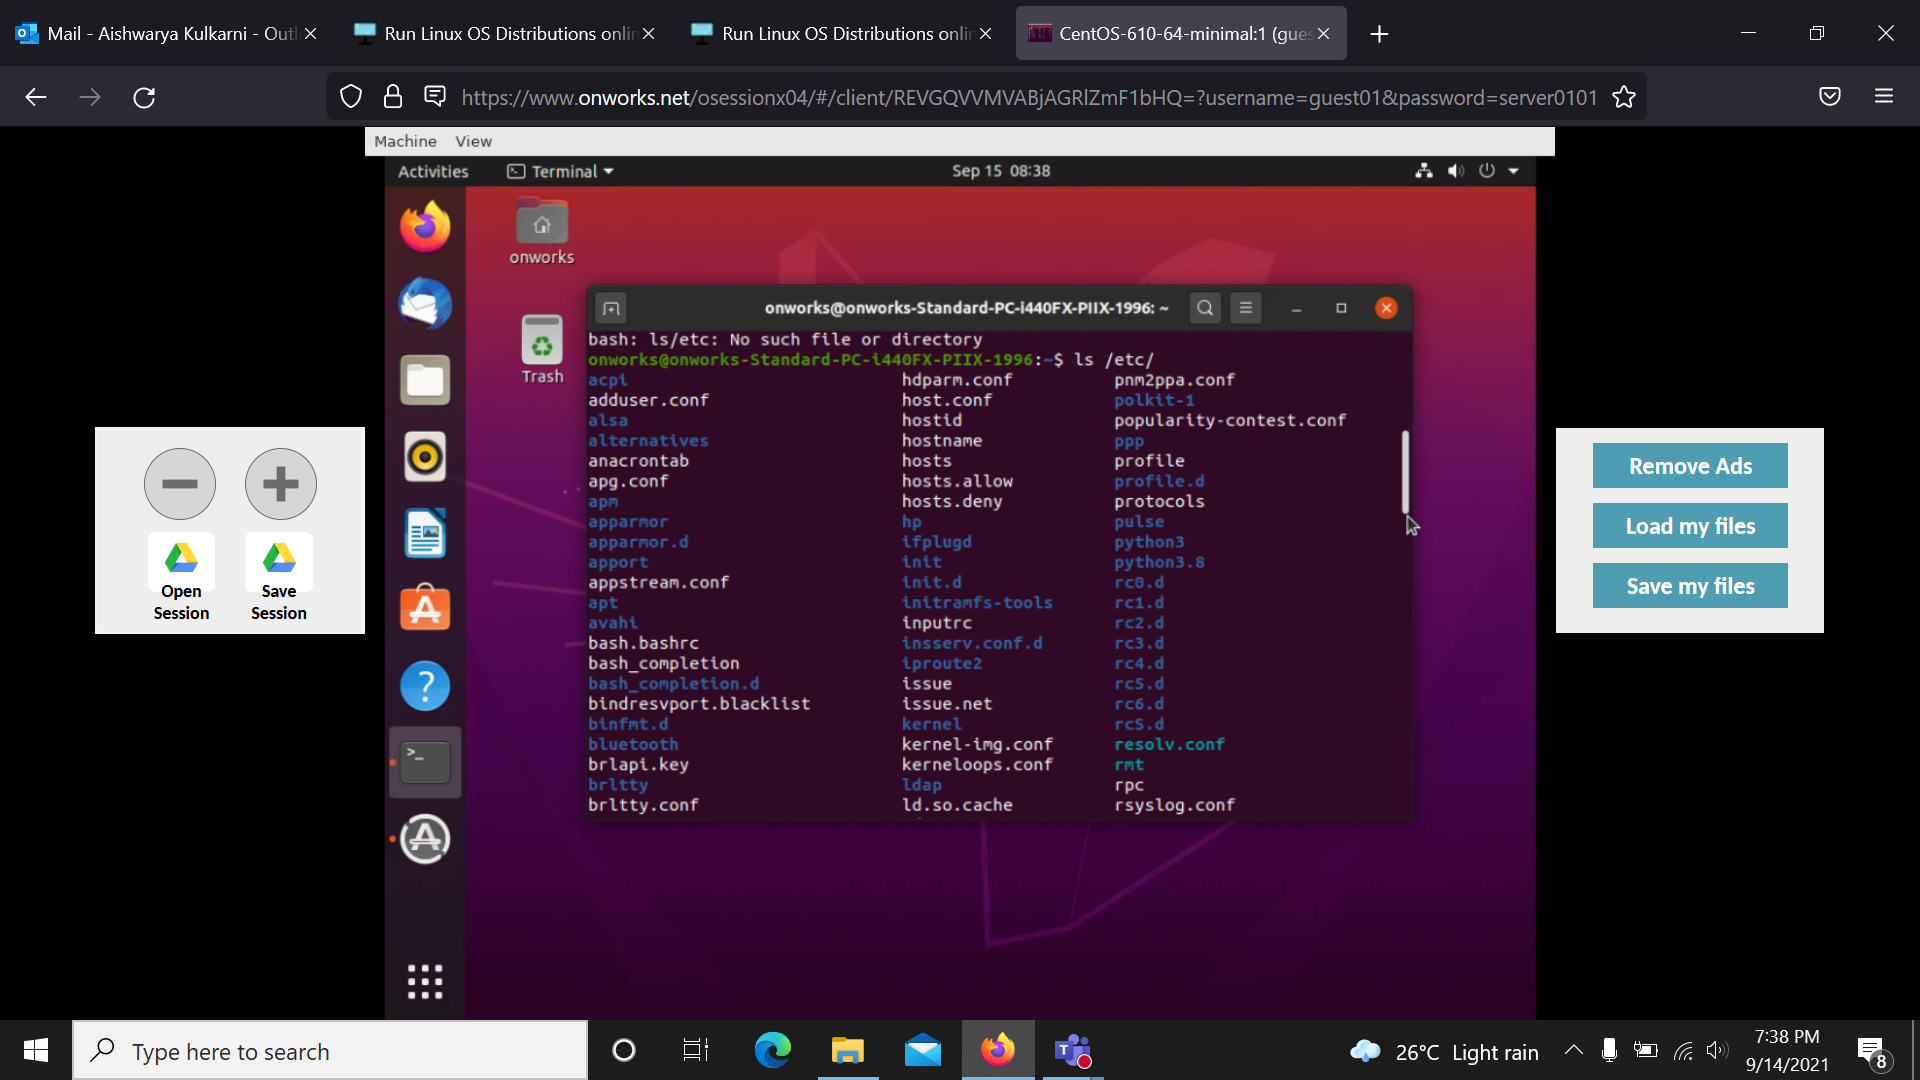 Mail - Aishwarya Kulkarni - Outl
Run Linux OS Distributions onlin
Run Linux OS Distributions onlin
CentOS-610-64-minimal:1 (gues
https://www.onworks.net/osessionx04/#/client/REVGQVVMVABjAGRlZmF1bHQ=?username=guest01&password=server0101
Machine View
Activities Terminal Sep 15 08:38
onworks
Trash
onworks@onworks-Standard-PC-i440FX-PIIX-1996: ~
bash: ls/etc: No such file or directory
onworks@onworks-Standard-PC-i440FX-PIIX-1996:~$ ls /etc/
acpi hdparm.conf pnm2ppa.conf
adduser.conf host.conf polkit-1
alsa hostid popularity-contest.conf
alternatives hostname ppp
anacrontab hosts profile
apg.conf hosts.allow profile.d
apm hosts.deny protocols
apparmor hp pulse
apparmor.d ifplugd python3
apport init python3.8
appstream.conf init.d rc0.d
apt initramfs-tools rc1.d
avahi inputrc rc2.d
bash.bashrc insserv.conf.d rc3.d
bash_completion iproute2 rc4.d
bash_completion.d issue rc5.d
bindresvport.blacklist issue.net rc6.d
binfmt.d kernel rcS.d
bluetooth kernel-img.conf resolv.conf
brlapi.key kerneloops.conf rmt
brltty ldap rpc
brltty.conf ld.so.cache rsyslog.conf
Open Session
Save Session
Remove Ads
Load my files
Save my files
Type here to search
26°C Light rain
7:38 PM
9/14/2021
8